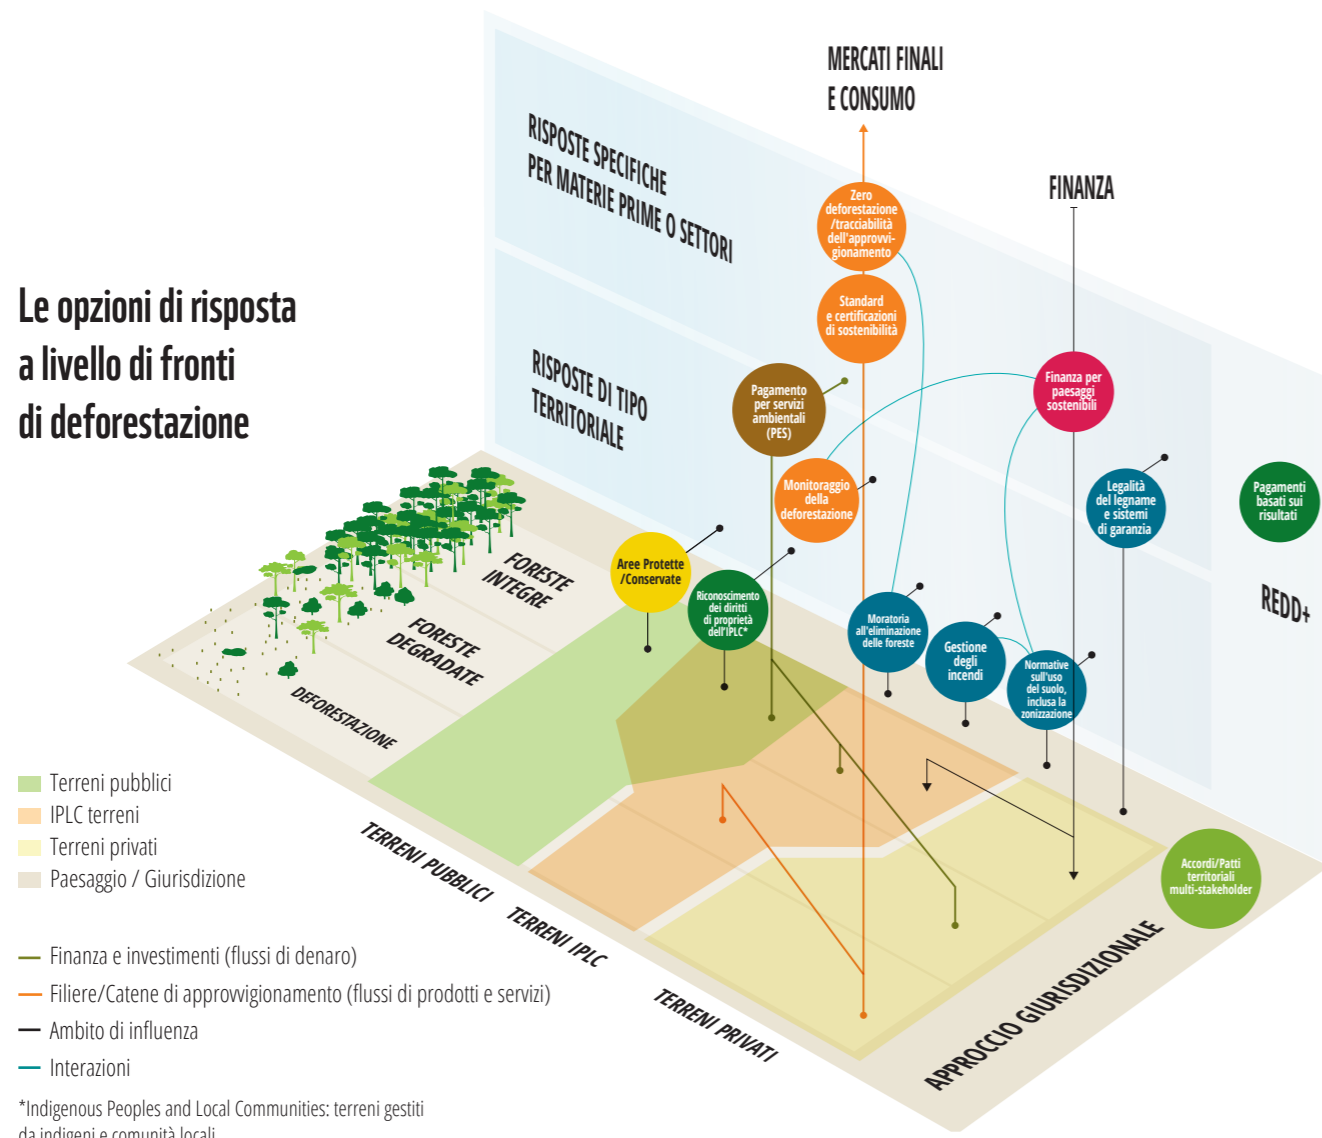 MERCATI FINALI
E CONSUMO
RISPOSTE SPECIFICHE
PER MATERIE PRIME O SETTORI
FINANZA
Zero
deforestazione
/tracciabilità
dell'approvvi-
gionamento
Le opzioni di risposta
a livello di fronti
di deforestazione
Standard
e certificazioni
di sostenibilità
RISPOSTE DI TIPO
TERRITORIALE
Pagamento
per servizi
ambientali
(PES)
Finanza per
paesaggi
sostenibili
Monitoraggio
della
deforestazione
Legalità
del legname
e sistemi
di garanzia
Pagamenti
basati sui
risultati
REDD+
FORESTE
INTEGRE
FORESTE
DEGRADATE
DEFORESTAZIONE
Aree Protette
/Conservate
Riconoscimento
dei diritti
di proprietà
dell'IPLC*
Moratoria
all'eliminazione
delle foreste
Gestione
degli
incendi
Normative
sull'uso
del suolo,
inclusa la
zonizzazione
Terreni pubblici
IPLC terreni
Terreni privati
Paesaggio / Giurisdizione
TERRENI PUBBLICI
TERRENI IPLC
TERRENI PRIVATI
Accordi/Patti
territoriali
multi-stakeholder
APPROCCIO GIURISDIZIONALE
Finanza e investimenti (flussi di denaro)
Filiere/Catene di approvvigionamento (flussi di prodotti e servizi)
Ambito di influenza
Interazioni
*Indigenous Peoples and Local Communities: terreni gestiti
da indigeni e comunità locali